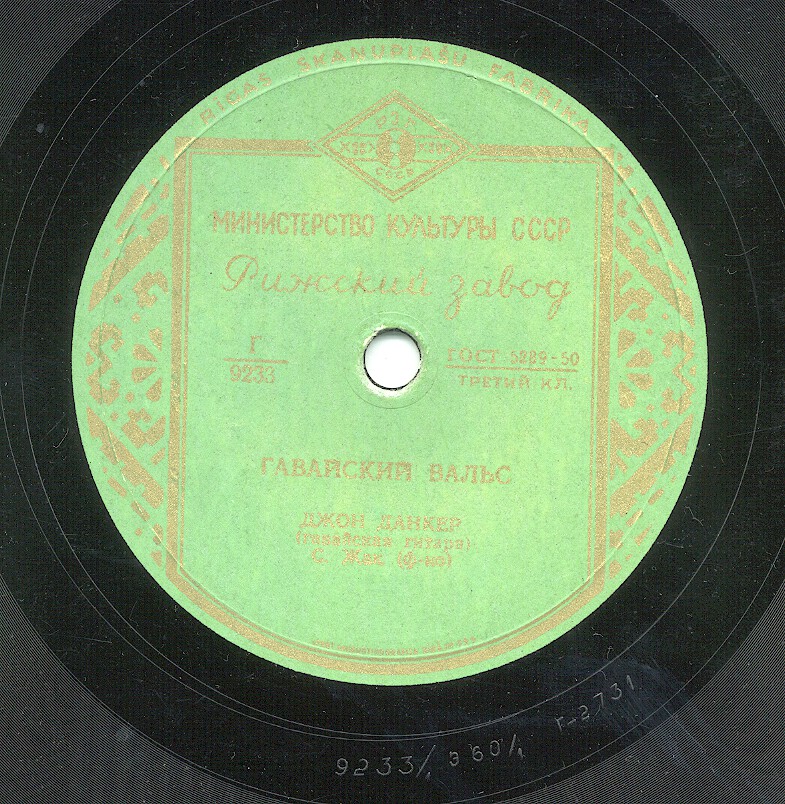 RIGAS SKAŅUPLAŠU FABRIKA
МИНИСТЕРСТВО КУЛЬТУРЫ СССР
Рижский завод
Г
9233
ГОСТ 5289-50
ТРЕТИЙ КЛ.
ГАВАЙСКИЙ ВАЛЬС
ДЖОН ДАНКЕР
(гавайская гитара)
С. Жак (ф-но)
9233/ Э60/ Г-2731